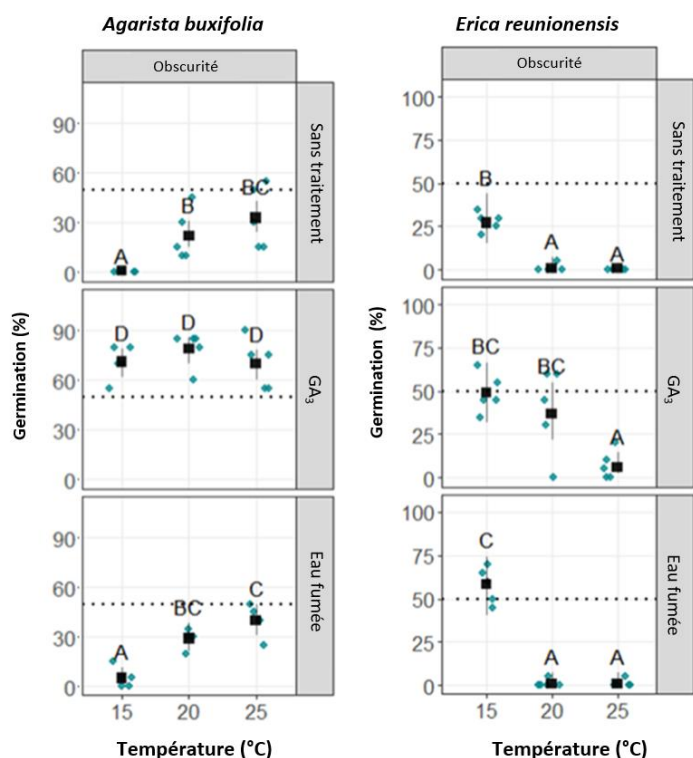 Agarista buxifolia
Obscurité
Sans traitement
90
60
30
0
A
B
BC
GA3
90
60
30
0
D
D
D
Eau fumée
90
60
30
0
A
BC
C
15 20 25
Germination (%)
Température (°C)
Erica reunionensis
Obscurité
Sans traitement
100
75
50
25
0
B
A
A
GA3
100
75
50
25
0
BC
BC
A
Eau fumée
100
75
50
25
0
C
A
A
15 20 25
Germination (%)
Température (°C)